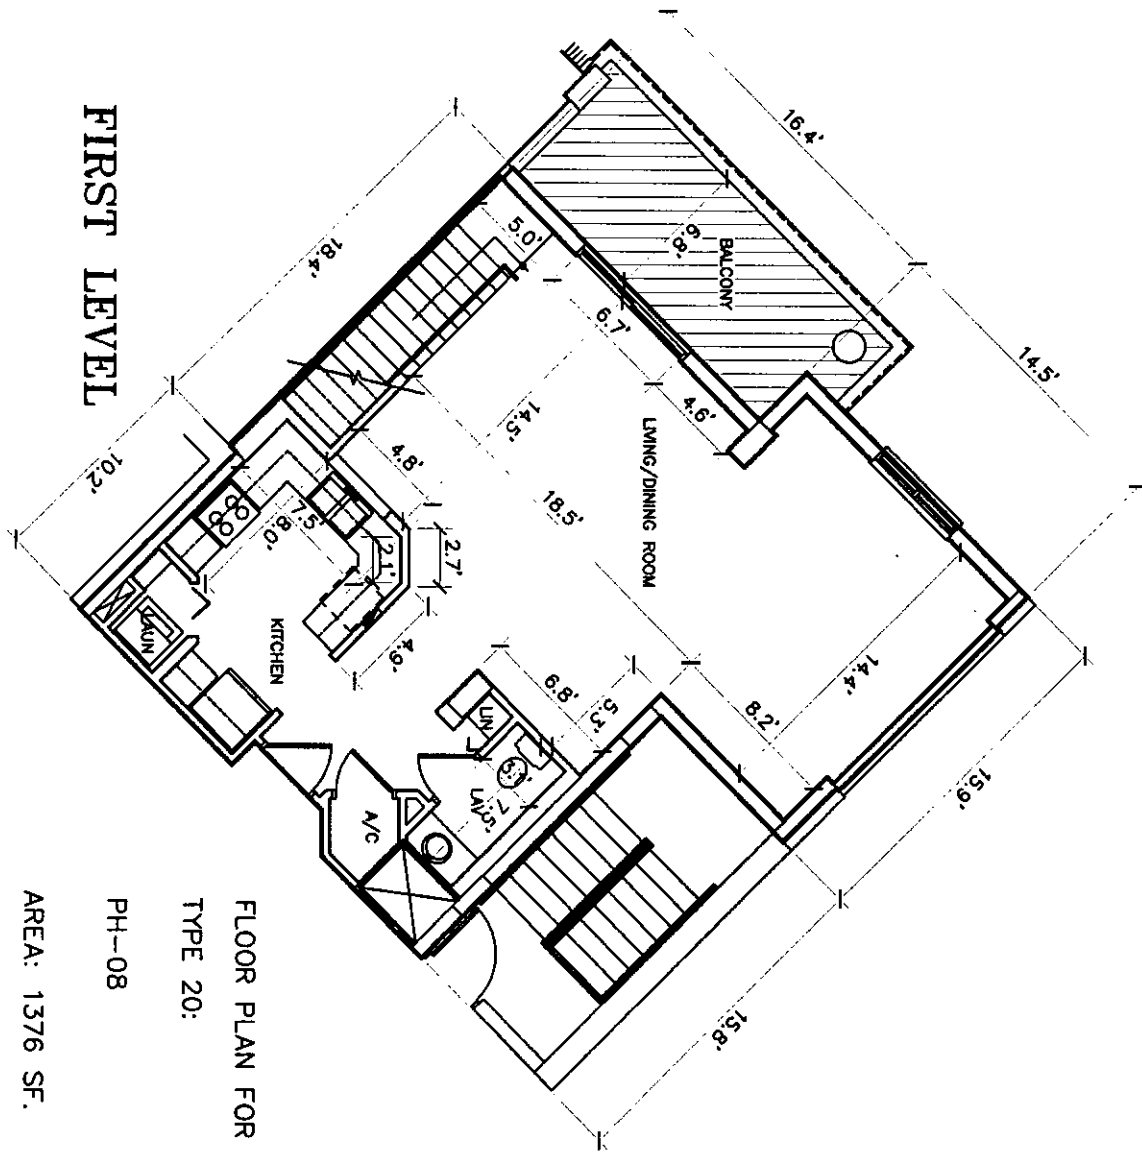 FIRST LEVEL
FLOOR PLAN FOR
TYPE 20:
PH-08
AREA: 1376 SF.
16.4'
14.5'
6.8'
BALCONY
18.4'
5.0'
6.7'
4.6'
14.5'
LIVING/DINING ROOM
18.5'
4.8'
10.2'
7.5'
8.0'
2.1'
2.7'
4.9'
KITCHEN
LAUN
6.8'
5.3'
LIN
LAV
7.5'
A/C
8.2'
14.4'
15.9'
15.8'